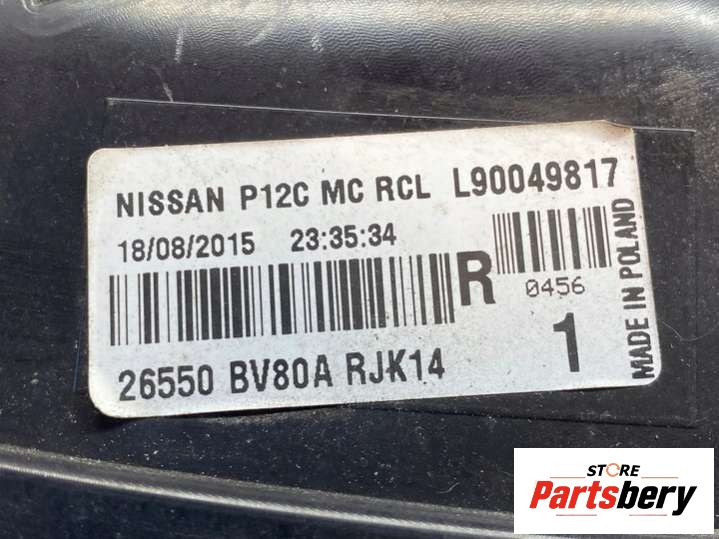 NISSAN P12C MC RCL L90049817
18/08/2015 23:35:34
R
0456
26550 BV80A RJK14
1
MADE IN POLAND
STORE
Partsbery